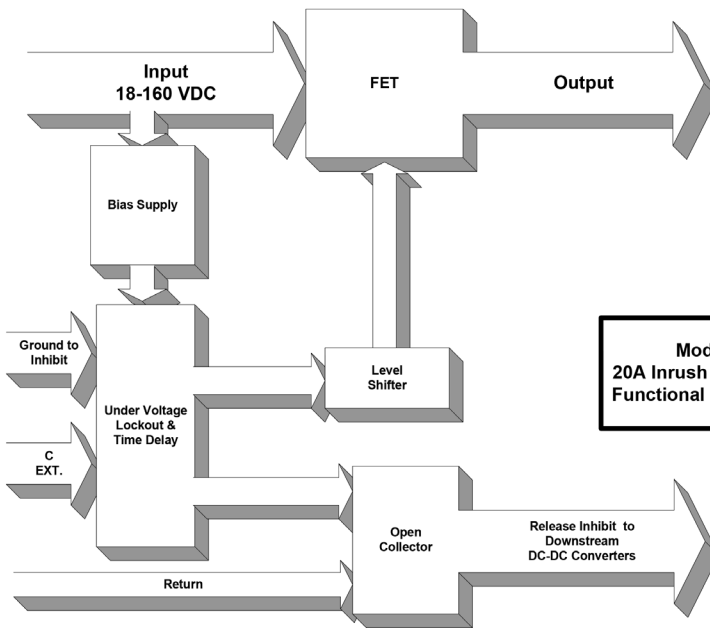 Input
18-160 VDC
FET
Output
Bias Supply
Ground to
Inhibit
Under Voltage
Lockout &
Time Delay
Level
Shifter
20A Inrush
Functional
C
EXT.
Open
Collector
Release Inhibit to
Downstream
DC-DC Converters
Return